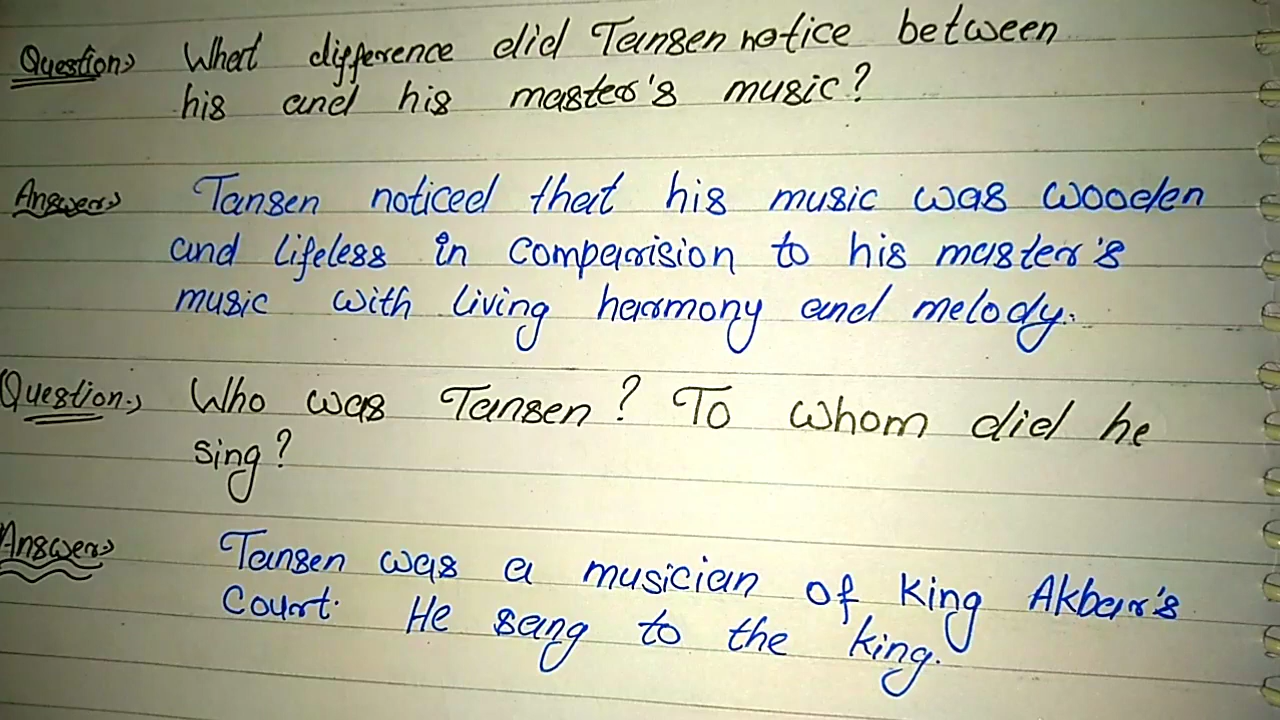 Question→ What difference did Tansen notice between
his and his master's music?
Answer→ Tansen noticed that his music was wooden
and lifeless in comparision to his master's
music with living harmony and melody.
Question→ Who was Tansen? To whom did he
sing?
Answer→ Tansen was a musician of King Akbar's
Court. He sang to the king.